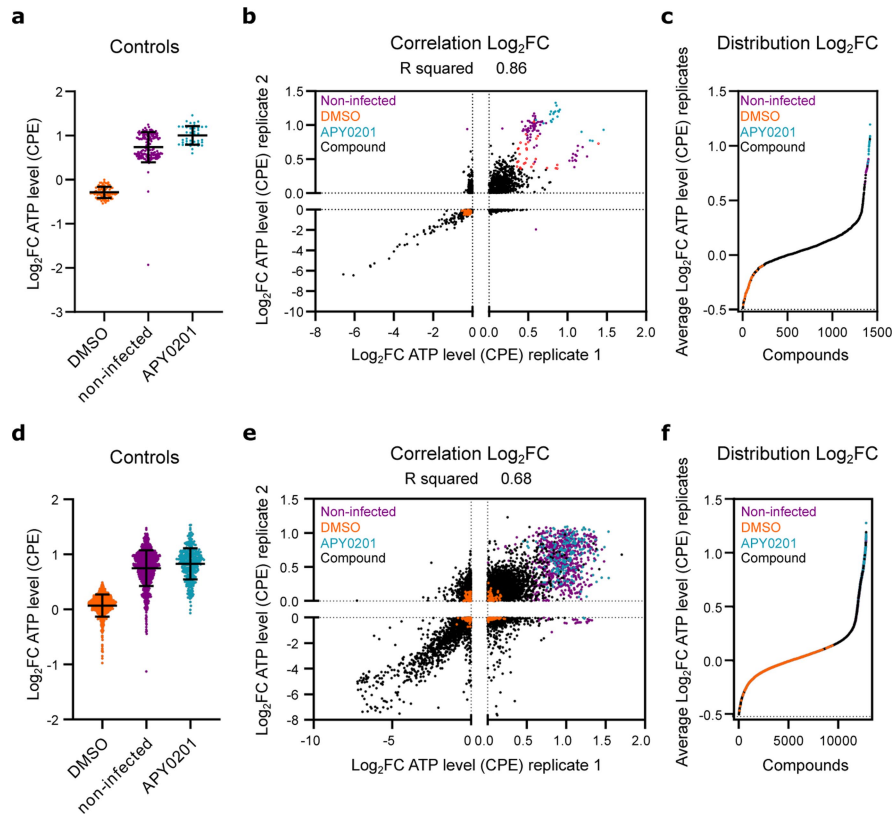 a
Controls
Log2FC ATP level (CPE)
2
1
0
-1
-2
-3
DMSO
non-infected
APY0201
b
Correlation Log2FC
R squared 0.86
Log2FC ATP level (CPE) replicate 2
Non-infected
DMSO
APY0201
Compound
1.5
1.0
0.5
0.0
0
-2
-4
-6
-8
-10
-8 -6 -4 -2 0 0.0 0.5 1.0 1.5 2.0
Log2FC ATP level (CPE) replicate 1
c
Distribution Log2FC
Average Log2FC ATP level (CPE) replicates
Non-infected
DMSO
APY0201
Compound
1.5
1.0
0.5
0.0
-0.5
0 500 1000 1500
Compounds
d
Controls
Log2FC ATP level (CPE)
2
1
0
-1
-2
DMSO
non-infected
APY0201
e
Correlation Log2FC
R squared 0.68
Log2FC ATP level (CPE) replicate 2
Non-infected
DMSO
APY0201
Compound
1.5
1.0
0.5
0.0
0
-2
-4
-6
-8
-10 -5 0 0.0 0.5 1.0 1.5 2.0
Log2FC ATP level (CPE) replicate 1
f
Distribution Log2FC
Average Log2FC ATP level (CPE) replicates
Non-infected
DMSO
APY0201
Compound
1.5
1.0
0.5
0.0
-0.5
0 5000 10000
Compounds